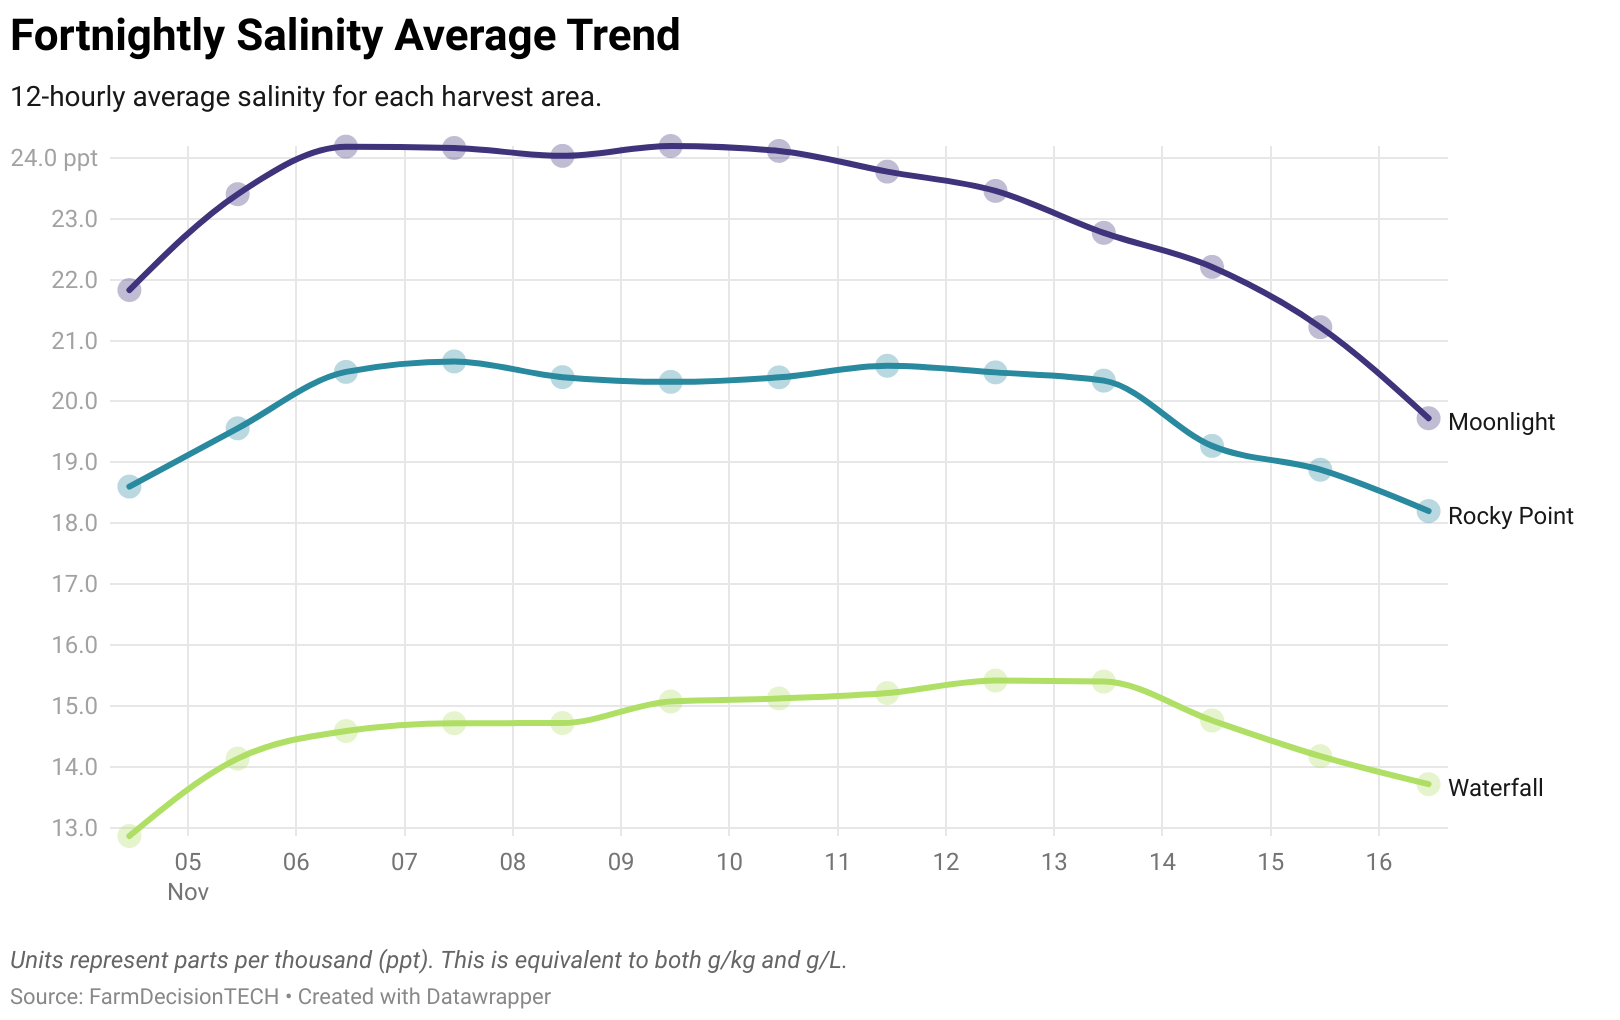 Fortnightly Salinity Average Trend
12-hourly average salinity for each harvest area.
24.0 ppt
23.0
22.0
21.0
20.0
Moonlight
19.0
Rocky Point
18.0
17.0
16.0
15.0
14.0
Waterfall
13.0
05 06 07 08 09 10 11 12 13 14 15 16
Nov
Units represent parts per thousand (ppt). This is equivalent to both g/kg and g/L.
Source: FarmDecisionTECH • Created with Datawrapper